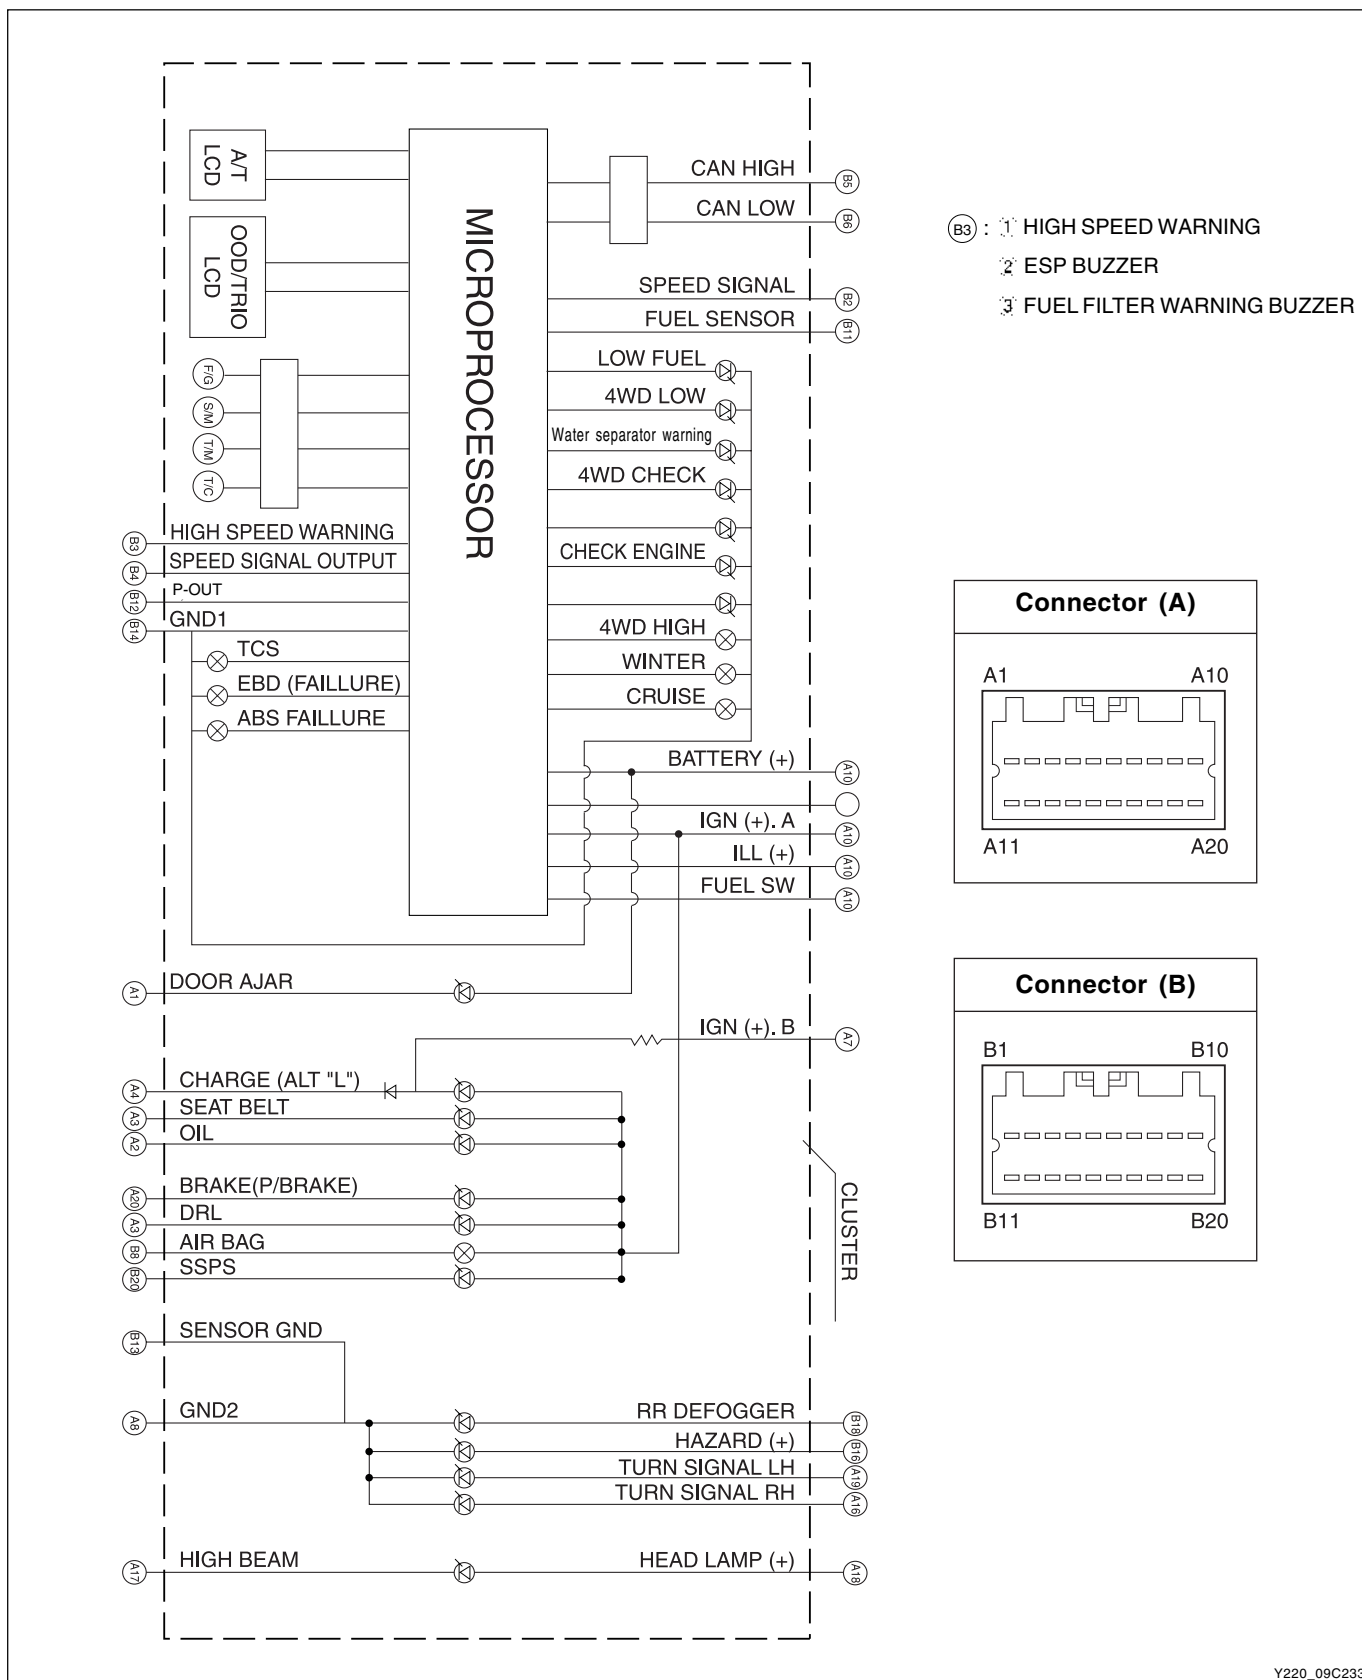 A/T
LCD
OOD/TRIO
LCD
F/G
S/M
T/M
T/C
MICROPROCESSOR
CAN HIGH B5
CAN LOW B6
SPEED SIGNAL B2
FUEL SENSOR B11
LOW FUEL
4WD LOW
Water separator warning
4WD CHECK
CHECK ENGINE
4WD HIGH
WINTER
CRUISE
B3 HIGH SPEED WARNING
B4 SPEED SIGNAL OUTPUT
B12 P-OUT
B14 GND1
TCS
EBD (FAILLURE)
ABS FAILLURE
BATTERY (+) A10
IGN (+). A A10
ILL (+) A10
FUEL SW A10
A1 DOOR AJAR
IGN (+). B A7
A4 CHARGE (ALT "L")
A3 SEAT BELT
A2 OIL
A20 BRAKE(P/BRAKE)
A3 DRL
B8 AIR BAG
B20 SSPS
CLUSTER
B13 SENSOR GND
A8 GND2
RR DEFOGGER B18
HAZARD (+) B16
TURN SIGNAL LH A19
TURN SIGNAL RH A16
A17 HIGH BEAM
HEAD LAMP (+) A18
B3 : 1 HIGH SPEED WARNING
2 ESP BUZZER
3 FUEL FILTER WARNING BUZZER
Connector (A)
A1 A10
A11 A20
Connector (B)
B1 B10
B11 B20
Y220_09C233